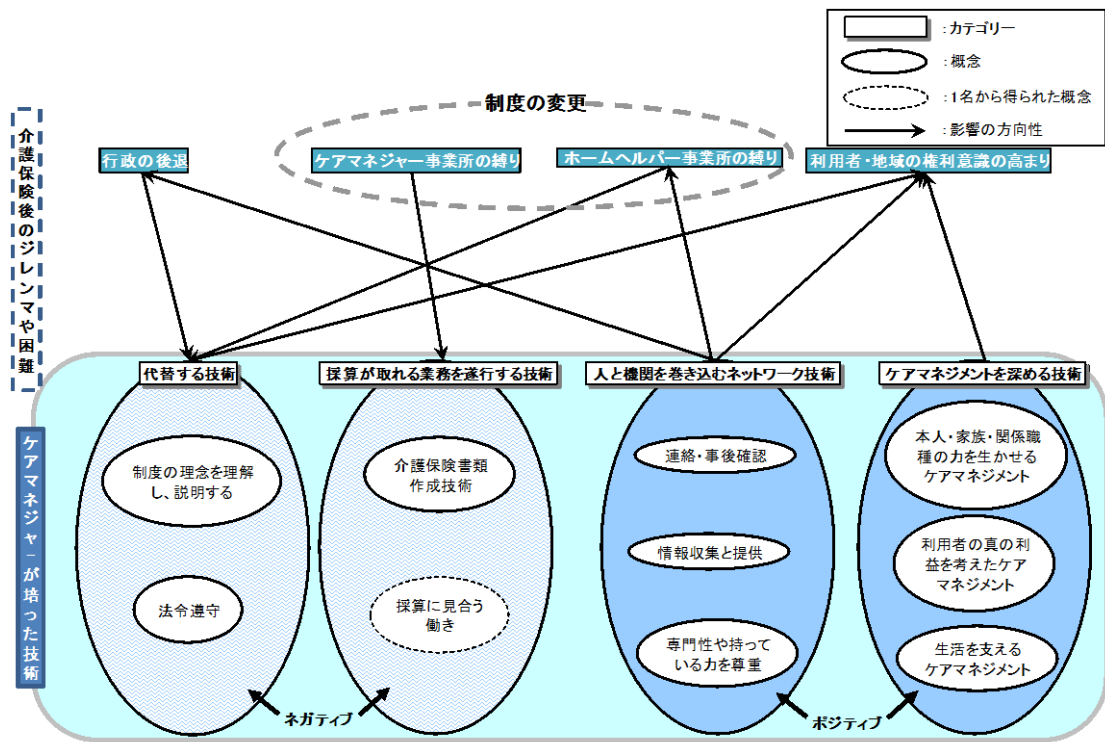 ：カテゴリー
：概念
：1名から得られた概念
：影響の方向性
制度の変更
介護保険後のジレンマや困難
行政の後退
ケアマネジャー事業所の縛り
ホームヘルパー事業所の縛り
利用者・地域の権利意識の高まり
代替する技術
採算が取れる業務を遂行する技術
人と機関を巻き込むネットワーク技術
ケアマネジメントを深める技術
ケアマネジャーが培った技術
制度の理念を理解
し、説明する
法令遵守
介護保険書類
作成技術
採算に見合う
働き
連絡・事後確認
情報収集と提供
専門性や持って
いる力を尊重
本人・家族・関係職
種の力を生かせる
ケアマネジメント
利用者の真の利
益を考えたケア
マネジメント
生活を支える
ケアマネジメント
ネガティブ
ポジティブ